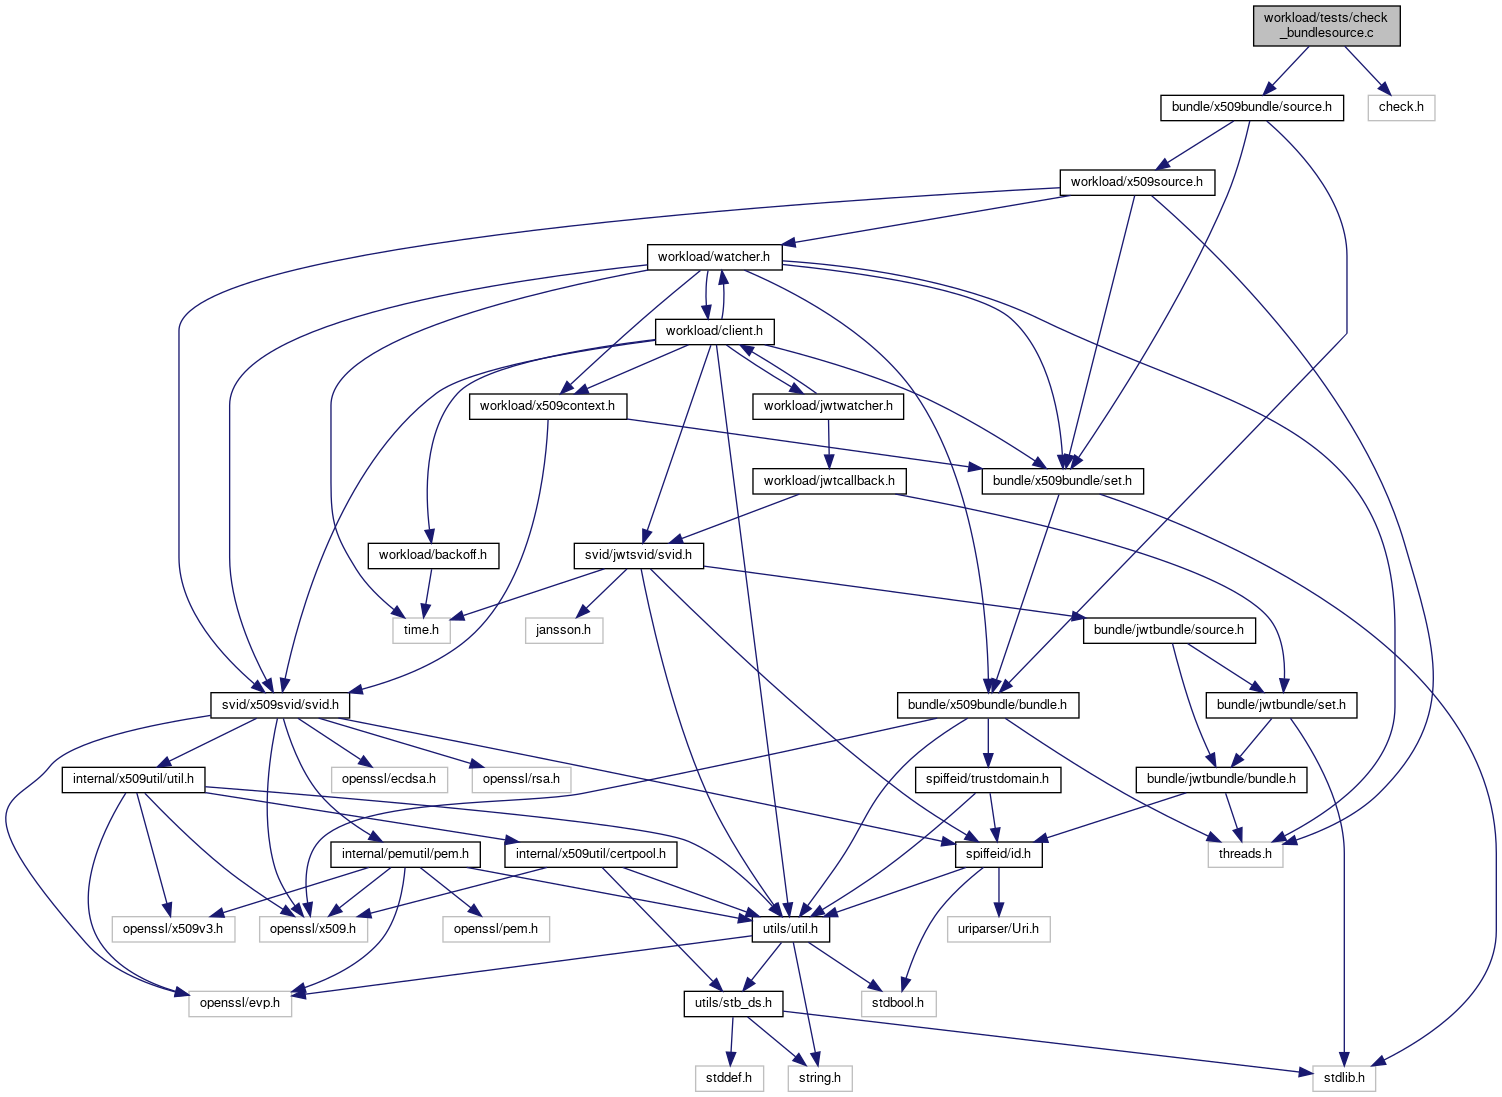 workload/tests/check
_bundlesource.c
bundle/x509bundle/source.h
check.h
workload/x509source.h
workload/watcher.h
workload/client.h
workload/x509context.h
workload/jwtwatcher.h
workload/jwtcallback.h
bundle/x509bundle/set.h
workload/backoff.h
svid/jwtsvid/svid.h
time.h
jansson.h
bundle/jwtbundle/source.h
svid/x509svid/svid.h
bundle/x509bundle/bundle.h
bundle/jwtbundle/set.h
internal/x509util/util.h
openssl/ecdsa.h
openssl/rsa.h
spiffeid/trustdomain.h
bundle/jwtbundle/bundle.h
internal/pemutil/pem.h
internal/x509util/certpool.h
spiffeid/id.h
threads.h
openssl/x509v3.h
openssl/x509.h
openssl/pem.h
utils/util.h
uriparser/Uri.h
openssl/evp.h
utils/stb_ds.h
stdbool.h
stddef.h
string.h
stdlib.h